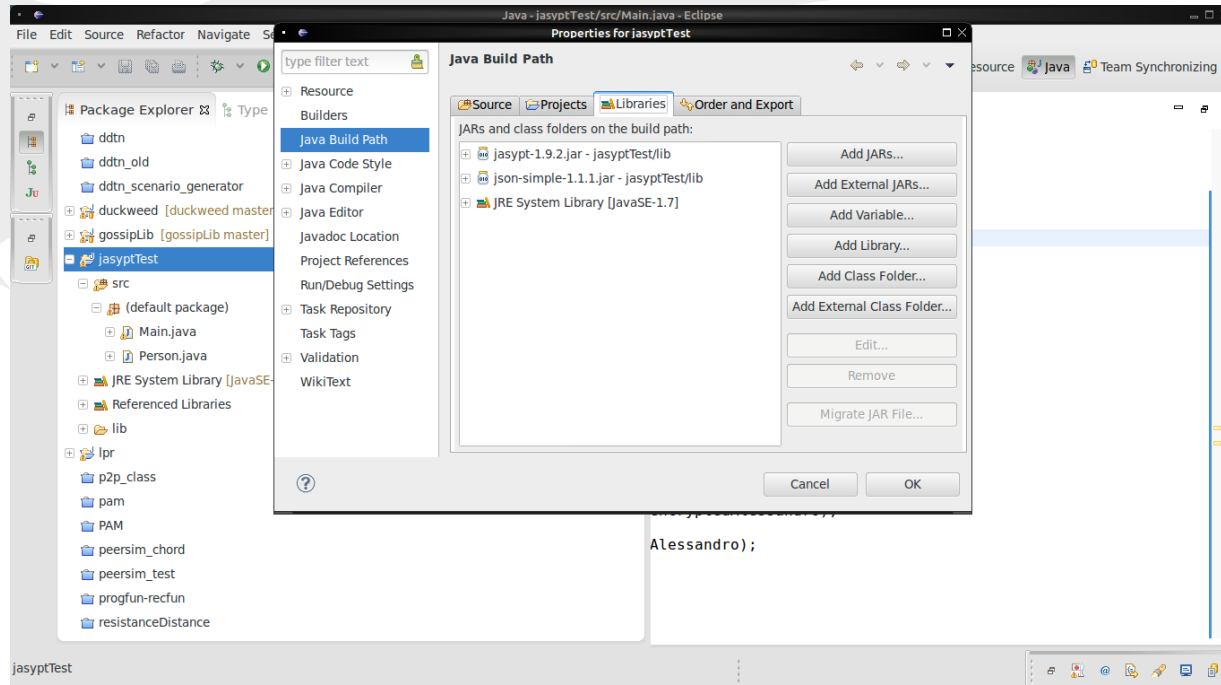 Java - jasyptTest/src/Main.java - Eclipse
File Edit Source Refactor Navigate
Properties for jasyptTest
type filter text
Java Build Path
esource Java Team Synchronizing
Package Explorer Type
ddtn
ddtn_old
ddtn_scenario_generator
duckweed [duckweed master
gossipLib [gossipLib master]
jasyptTest
src
(default package)
Main.java
Person.java
JRE System Library [JavaSE-
Referenced Libraries
lib
lpr
p2p_class
pam
PAM
peersim_chord
peersim_test
progfun-recfun
resistanceDistance
Resource
Builders
Java Build Path
Java Code Style
Java Compiler
Java Editor
Javadoc Location
Project References
Run/Debug Settings
Task Repository
Task Tags
Validation
WikiText
Source Projects Libraries Order and Export
JARs and class folders on the build path:
jasypt-1.9.2.jar - jasyptTest/lib
json-simple-1.1.1.jar - jasyptTest/lib
JRE System Library [JavaSE-1.7]
Add JARs...
Add External JARs...
Add Variable...
Add Library...
Add Class Folder...
Add External Class Folder...
Edit...
Remove
Migrate JAR File...
Cancel OK
Alessandro);
jasyptTest